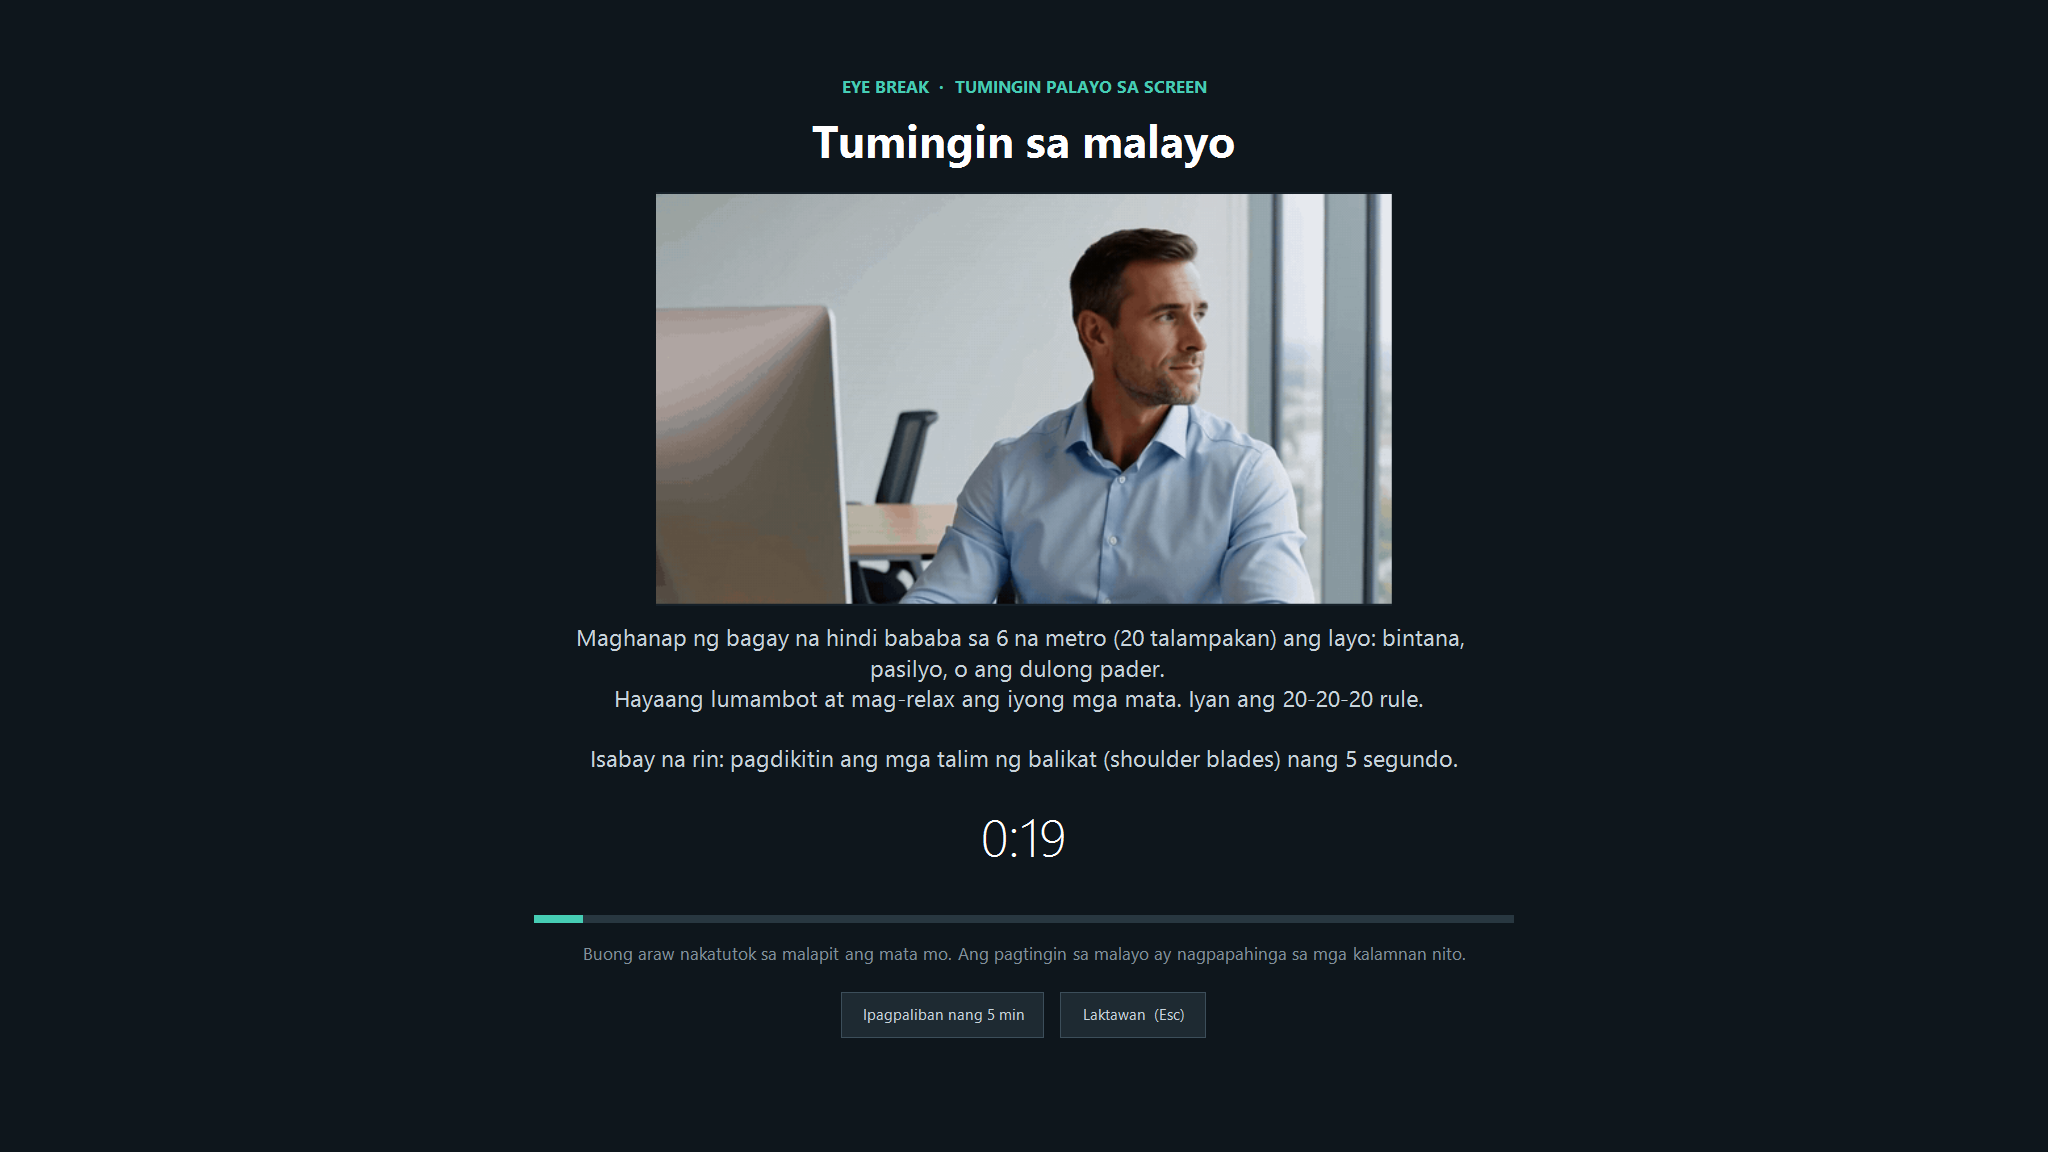 EYE BREAK · TUMINGIN PALAYO SA SCREEN
Tumingin sa malayo
Maghanap ng bagay na hindi bababa sa 6 na metro (20 talampakan) ang layo: bintana,
pasilyo, o ang dulong pader.
Hayaang lumambot at mag-relax ang iyong mga mata. Iyan ang 20-20-20 rule.
Isabay na rin: pagdikitin ang mga talim ng balikat (shoulder blades) nang 5 segundo.
0:19
Buong araw nakatutok sa malapit ang mata mo. Ang pagtingin sa malayo ay nagpapahinga sa mga kalamnan nito.
Ipagpaliban nang 5 min
Laktawan (Esc)